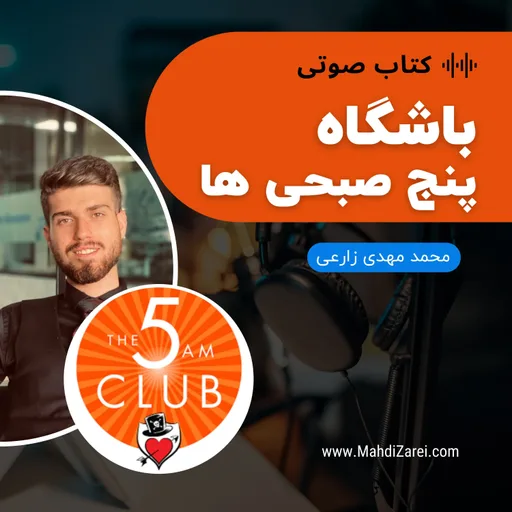 کتاب صوتی
باشگاه
پنج صبحی ها
محمد مهدی زارعی
THE 5 AM
CLUB
www.MahdiZarei.com